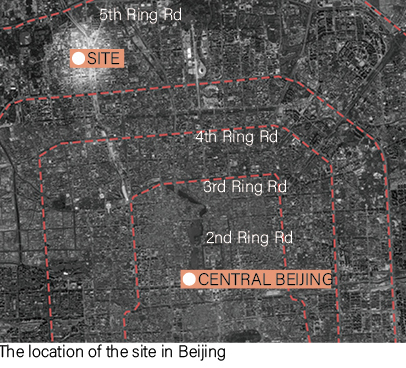 5th Ring Rd
SITE
4th Ring Rd
3rd Ring Rd
2nd Ring Rd
CENTRAL BEIJING
The location of the site in Beijing